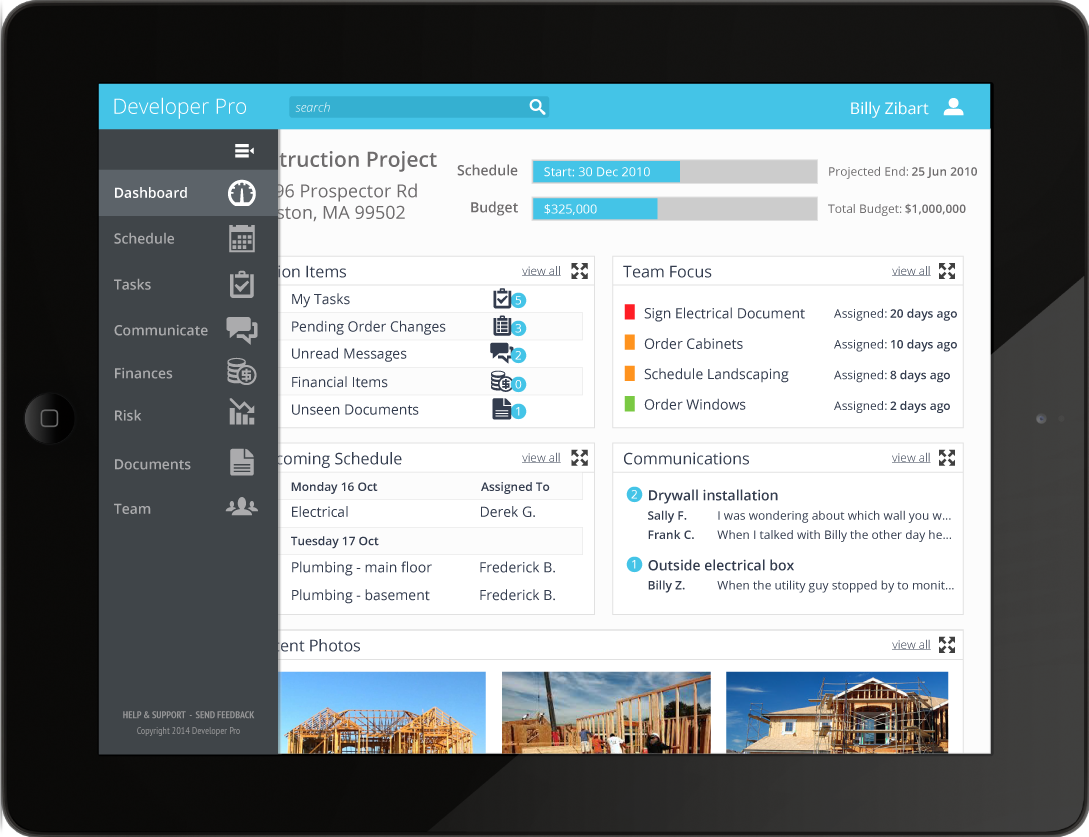 Developer Pro
search
Billy Zibart
Dashboard
Schedule
Tasks
Communicate
Finances
Risk
Documents
Team
HELP & SUPPORT - SEND FEEDBACK
Copyright 2014 Developer Pro
truction Project
96 Prospector Rd
ston, MA 99502
Schedule
Start: 30 Dec 2010
Projected End: 25 Jun 2010
Budget
$325,000
Total Budget: $1,000,000
ion Items
view all
My Tasks
5
Pending Order Changes
3
Unread Messages
2
Financial Items
0
Unseen Documents
1
Team Focus
view all
Sign Electrical Document
Assigned: 20 days ago
Order Cabinets
Assigned: 10 days ago
Schedule Landscaping
Assigned: 8 days ago
Order Windows
Assigned: 2 days ago
coming Schedule
view all
Monday 16 Oct
Assigned To
Electrical
Derek G.
Tuesday 17 Oct
Plumbing - main floor
Frederick B.
Plumbing - basement
Frederick B.
Communications
view all
2 Drywall installation
Sally F. I was wondering about which wall you w...
Frank C. When I talked with Billy the other day he...
1 Outside electrical box
Billy Z. When the utility guy stopped by to monit...
cent Photos
view all